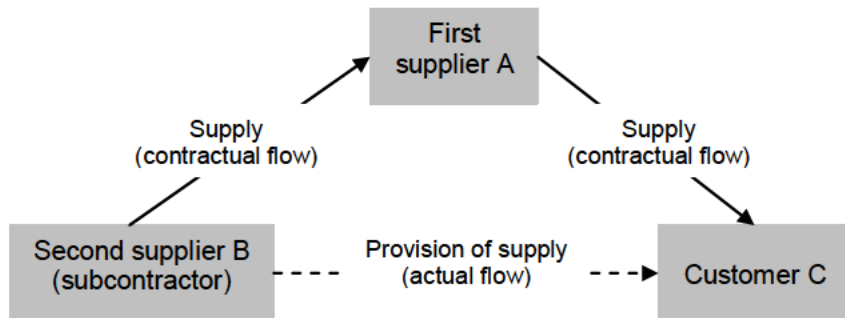 First
supplier A
Supply
(contractual flow)
Supply
(contractual flow)
Second supplier B
(subcontractor)
Provision of supply
(actual flow)
Customer C